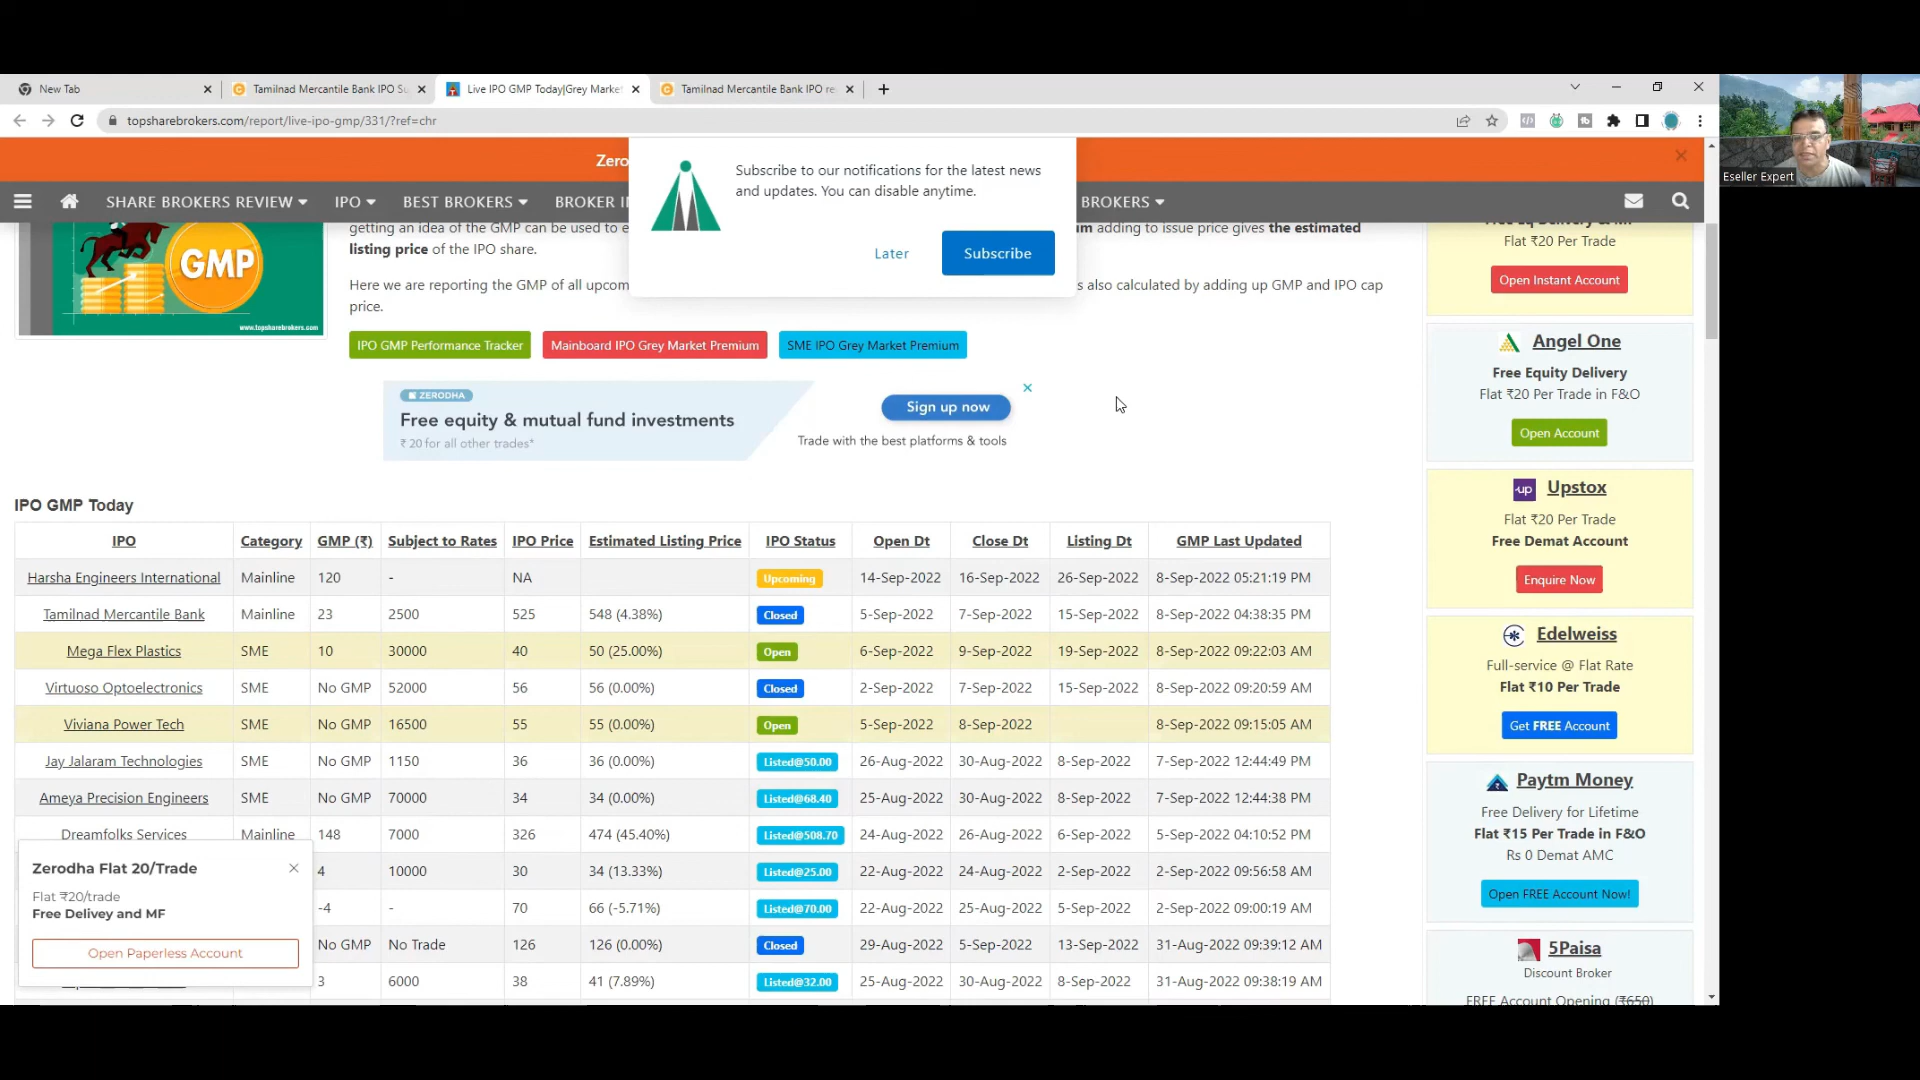 New Tab
Tamilnad Mercantile Bank IPO Su
Live IPO GMP Today|Grey Market
Tamilnad Mercantile Bank IPO re
topsharebrokers.com/report/live-ipo-gmp/331/?ref=chr
Eseller Expert
Zero
Subscribe to our notifications for the latest news
and updates. You can disable anytime.
Later
Subscribe
SHARE BROKERS REVIEW
IPO
BEST BROKERS
BROKERS
GMP
www.topsharebrokers.com
getting an idea of the GMP can be used to e
um adding to issue price gives the estimated
listing price of the IPO share.
Here we are reporting the GMP of all upcom
s also calculated by adding up GMP and IPO cap
price.
IPO GMP Performance Tracker
Mainboard IPO Grey Market Premium
SME IPO Grey Market Premium
ZERODHA
Free equity & mutual fund investments
₹ 20 for all other trades*
Sign up now
Trade with the best platforms & tools
IPO GMP Today
IPO Category GMP (₹) Subject to Rates IPO Price Estimated Listing Price IPO Status Open Dt Close Dt Listing Dt GMP Last Updated
Harsha Engineers International Mainline 120 - NA Upcoming 14-Sep-2022 16-Sep-2022 26-Sep-2022 8-Sep-2022 05:21:19 PM
Tamilnad Mercantile Bank Mainline 23 2500 525 548 (4.38%) Closed 5-Sep-2022 7-Sep-2022 15-Sep-2022 8-Sep-2022 04:38:35 PM
Mega Flex Plastics SME 10 30000 40 50 (25.00%) Open 6-Sep-2022 9-Sep-2022 19-Sep-2022 8-Sep-2022 09:22:03 AM
Virtuoso Optoelectronics SME No GMP 52000 56 56 (0.00%) Closed 2-Sep-2022 7-Sep-2022 15-Sep-2022 8-Sep-2022 09:20:59 AM
Viviana Power Tech SME No GMP 16500 55 55 (0.00%) Open 5-Sep-2022 8-Sep-2022 8-Sep-2022 09:15:05 AM
Jay Jalaram Technologies SME No GMP 1150 36 36 (0.00%) Listed@50.00 26-Aug-2022 30-Aug-2022 8-Sep-2022 7-Sep-2022 12:44:49 PM
Ameya Precision Engineers SME No GMP 70000 34 34 (0.00%) Listed@68.40 25-Aug-2022 30-Aug-2022 8-Sep-2022 7-Sep-2022 12:44:38 PM
Dreamfolks Services Mainline 148 7000 326 474 (45.40%) Listed@508.70 24-Aug-2022 26-Aug-2022 6-Sep-2022 5-Sep-2022 04:10:52 PM
4 10000 30 34 (13.33%) Listed@25.00 22-Aug-2022 24-Aug-2022 2-Sep-2022 2-Sep-2022 09:56:58 AM
-4 - 70 66 (-5.71%) Listed@70.00 22-Aug-2022 25-Aug-2022 5-Sep-2022 2-Sep-2022 09:00:19 AM
No GMP No Trade 126 126 (0.00%) Closed 29-Aug-2022 5-Sep-2022 13-Sep-2022 31-Aug-2022 09:39:12 AM
3 6000 38 41 (7.89%) Listed@32.00 25-Aug-2022 30-Aug-2022 8-Sep-2022 31-Aug-2022 09:38:19 AM
Zerodha Flat 20/Trade
Flat ₹20/trade
Free Delivey and MF
Open Paperless Account
Flat ₹20 Per Trade
Open Instant Account
Angel One
Free Equity Delivery
Flat ₹20 Per Trade in F&O
Open Account
up Upstox
Flat ₹20 Per Trade
Free Demat Account
Enquire Now
Edelweiss
Full-service @ Flat Rate
Flat ₹10 Per Trade
Get FREE Account
Paytm Money
Free Delivery for Lifetime
Flat ₹15 Per Trade in F&O
Rs 0 Demat AMC
Open FREE Account Now!
5Paisa
Discount Broker
FREE Account Opening (₹650)